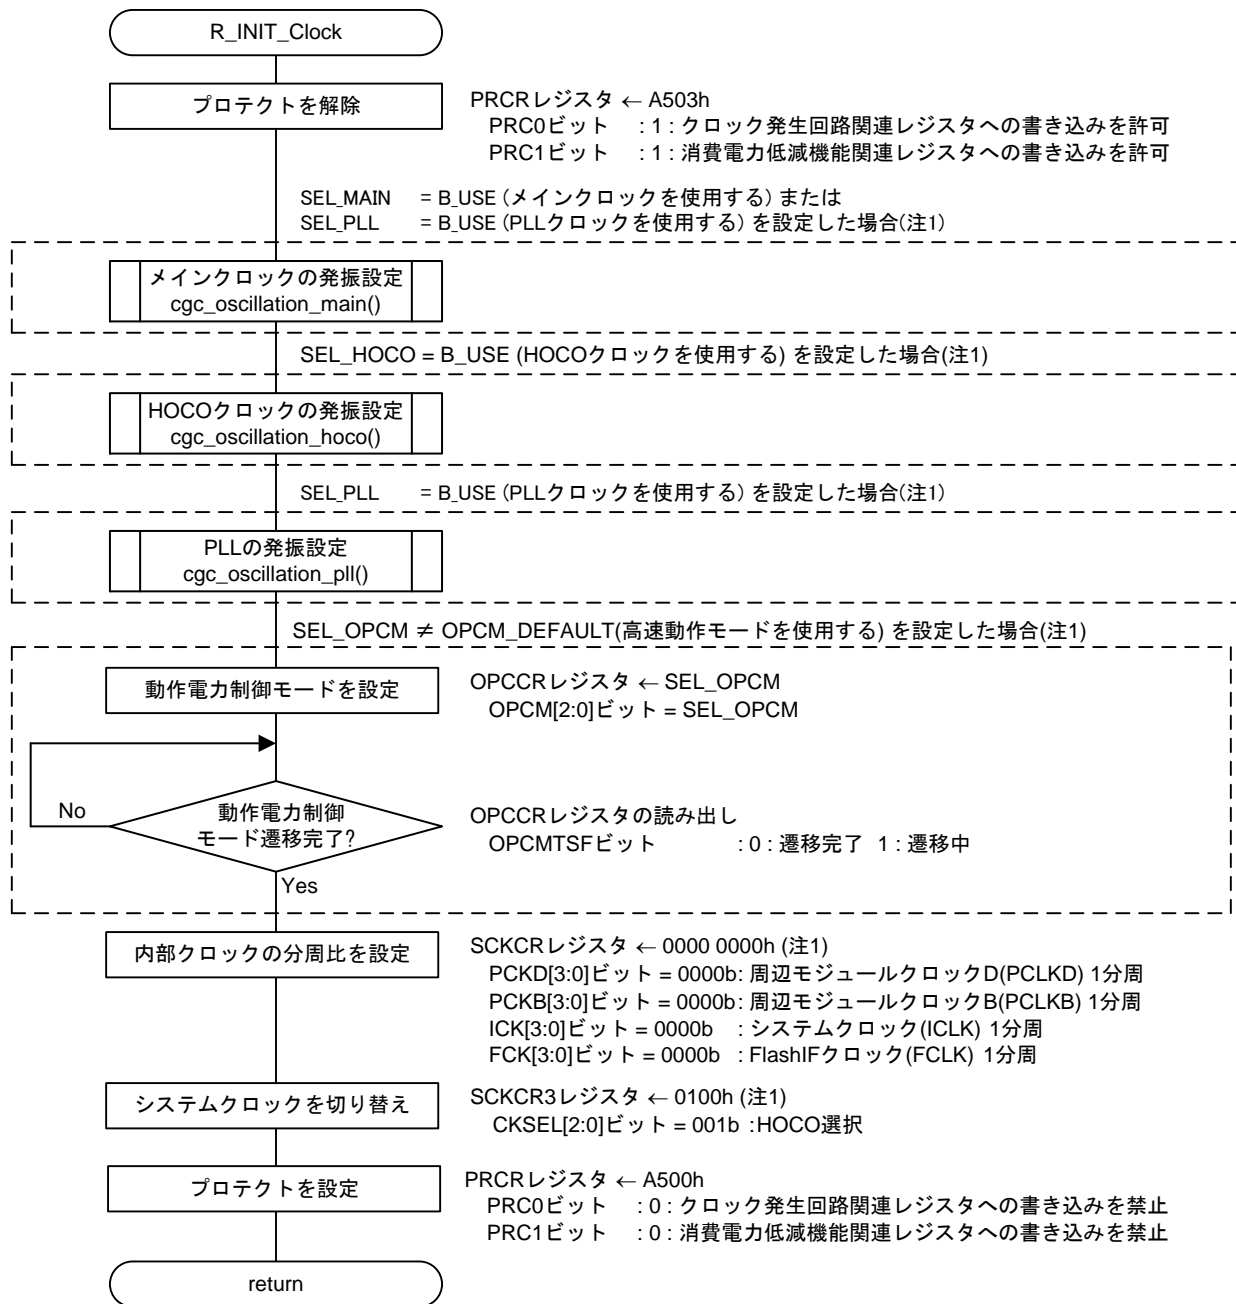 R_INIT_Clock
プロテクトを解除
PRCRレジスタ ← A503h
PRC0ビット : 1 : クロック発生回路関連レジスタへの書き込みを許可
PRC1ビット : 1 : 消費電力低減機能関連レジスタへの書き込みを許可
SEL_MAIN = B_USE (メインクロックを使用する) または
SEL_PLL = B_USE (PLLクロックを使用する) を設定した場合(注1)
メインクロックの発振設定
cgc_oscillation_main()
SEL_HOCO = B_USE (HOCOクロックを使用する) を設定した場合(注1)
HOCOクロックの発振設定
cgc_oscillation_hoco()
SEL_PLL = B_USE (PLLクロックを使用する) を設定した場合(注1)
PLLの発振設定
cgc_oscillation_pll()
SEL_OPCM ≠ OPCM_DEFAULT(高速動作モードを使用する) を設定した場合(注1)
動作電力制御モードを設定
OPCCRレジスタ ← SEL_OPCM
OPCM[2:0]ビット = SEL_OPCM
No
動作電力制御
モード遷移完了?
OPCCRレジスタの読み出し
OPCMTSFビット : 0 : 遷移完了 1 : 遷移中
Yes
内部クロックの分周比を設定
SCKCRレジスタ ← 0000 0000h (注1)
PCKD[3:0]ビット = 0000b : 周辺モジュールクロックD(PCLKD) 1分周
PCKB[3:0]ビット = 0000b : 周辺モジュールクロックB(PCLKB) 1分周
ICK[3:0]ビット = 0000b : システムクロック(ICLK) 1分周
FCK[3:0]ビット = 0000b : FlashIFクロック(FCLK) 1分周
システムクロックを切り替え
SCKCR3レジスタ ← 0100h (注1)
CKSEL[2:0]ビット = 001b :HOCO選択
プロテクトを設定
PRCRレジスタ ← A500h
PRC0ビット : 0 : クロック発生回路関連レジスタへの書き込みを禁止
PRC1ビット : 0 : 消費電力低減機能関連レジスタへの書き込みを禁止
return